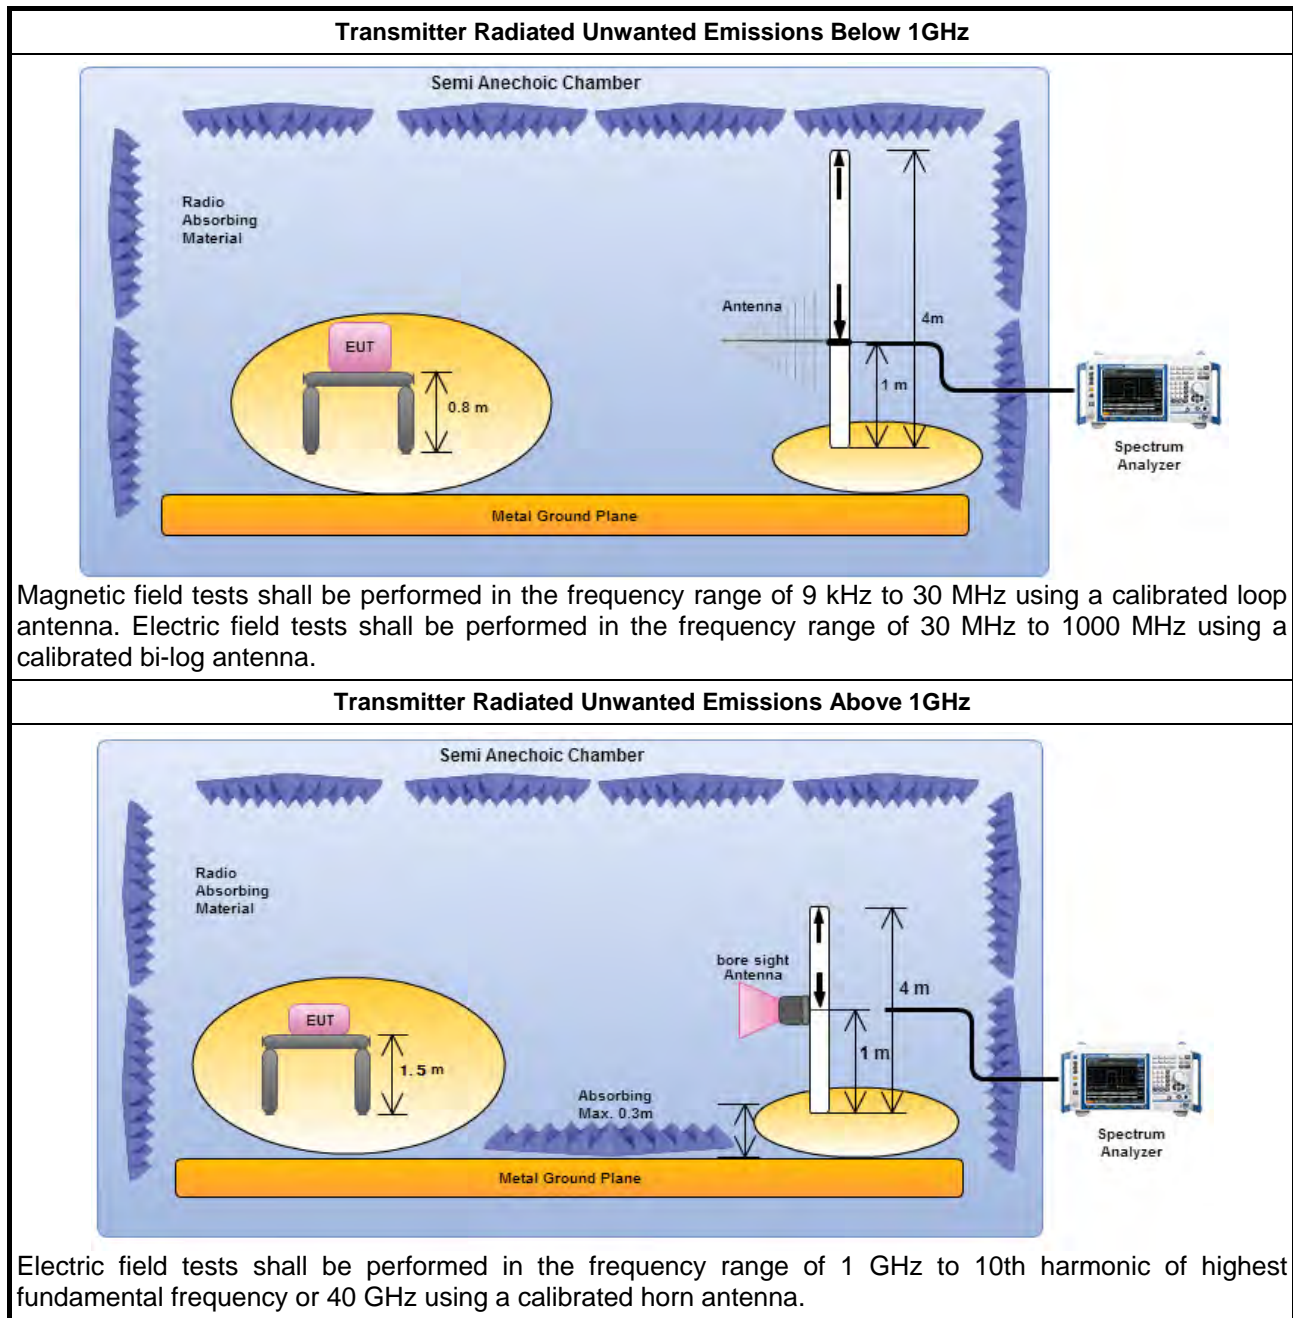 Transmitter Radiated Unwanted Emissions Below 1GHz
Semi Anechoic Chamber
Radio
Absorbing
Material
Antenna
EUT
4m
1 m
0.8 m
Spectrum
Analyzer
Metal Ground Plane
Magnetic field tests shall be performed in the frequency range of 9 kHz to 30 MHz using a calibrated loop
antenna. Electric field tests shall be performed in the frequency range of 30 MHz to 1000 MHz using a
calibrated bi-log antenna.
Transmitter Radiated Unwanted Emissions Above 1GHz
Semi Anechoic Chamber
Radio
Absorbing
Material
bore sight
Antenna
4 m
EUT
1 m
1.5 m
Absorbing
Max. 0.3m
Spectrum
Analyzer
Metal Ground Plane
Electric field tests shall be performed in the frequency range of 1 GHz to 10th harmonic of highest
fundamental frequency or 40 GHz using a calibrated horn antenna.